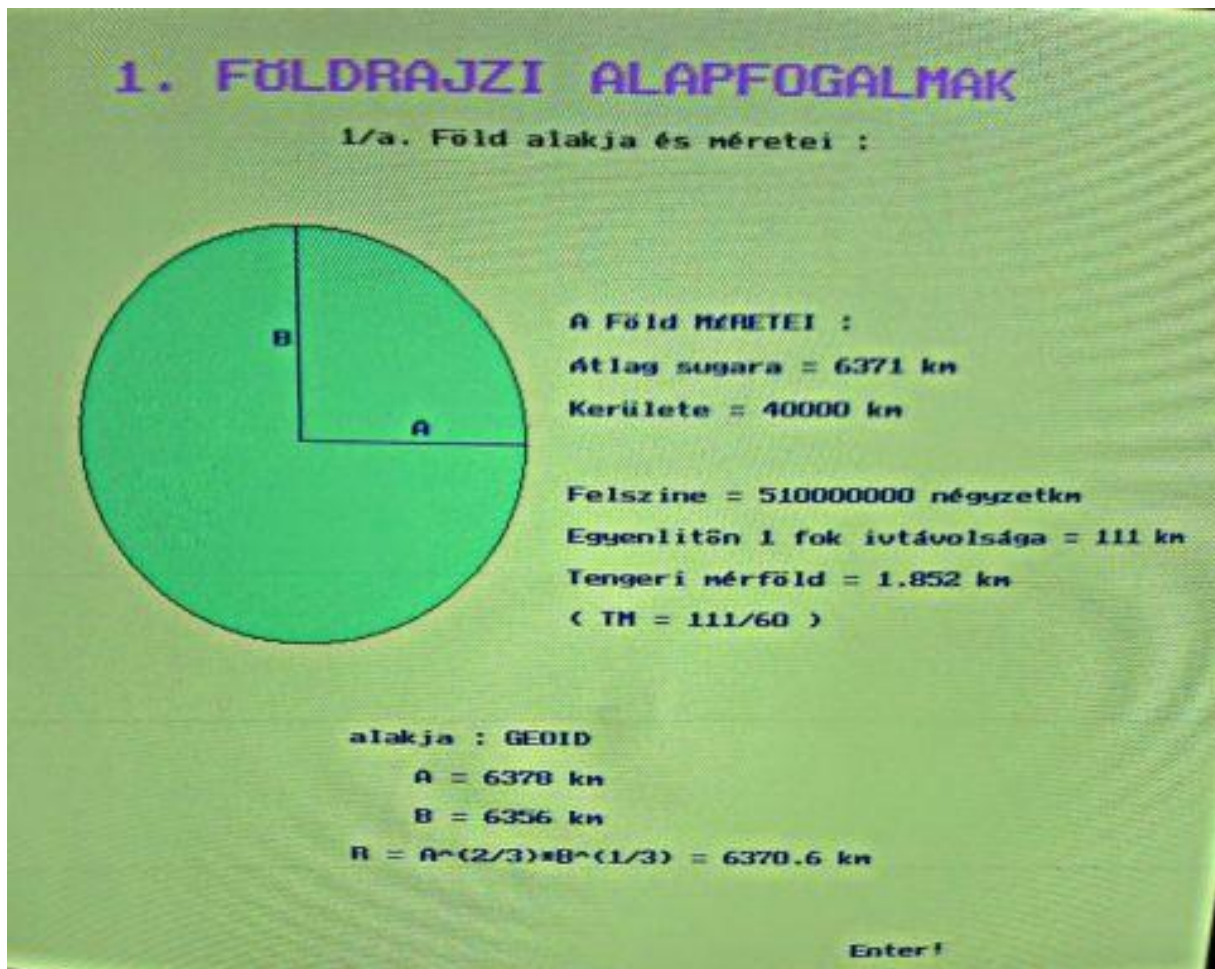 1. FÖLDRAJZI ALAPFOGALMAK
1/a. Föld alakja és méretei :
B
A
A Föld MÉRETEI :
Átlag sugara = 6371 km
Kerülete = 40000 km
Felszine = 510000000 négyzetkm
Egyenlitön 1 fok ivtávolsága = 111 km
Tengeri mérföld = 1.852 km
( TM = 111/60 )
alakja : GEOID
A = 6378 km
B = 6356 km
R = A^(2/3)*B^(1/3) = 6370.6 km
Enter!